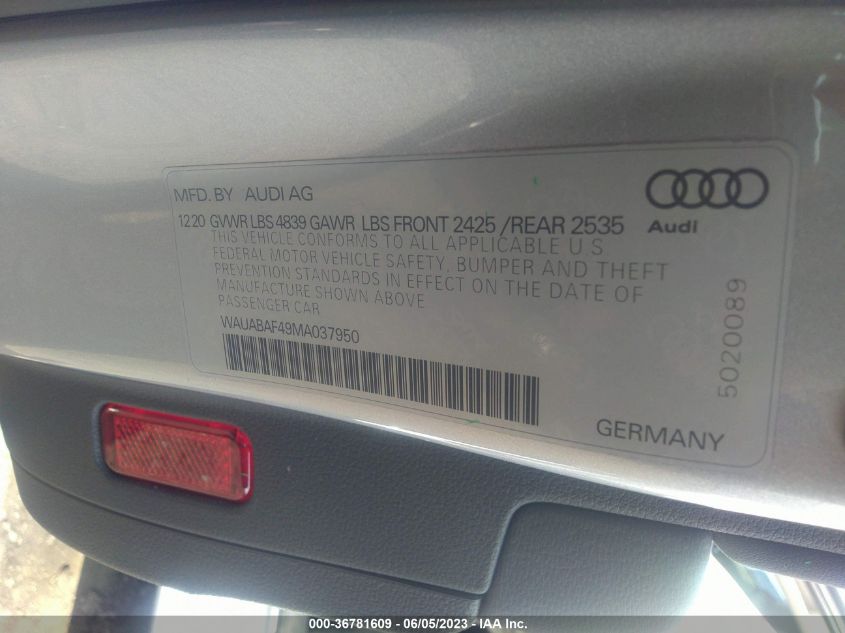 MFD. BY AUDI AG
12.20 GVWR LBS 4839 GAWR LBS FRONT 2425 /REAR 2535
THIS VEHICLE CONFORMS TO ALL APPLICABLE U.S
FEDERAL MOTOR VEHICLE SAFETY, BUMPER AND THEFT
PREVENTION STANDARDS IN EFFECT ON THE DATE OF
MANUFACTURE SHOWN ABOVE
PASSENGER CAR
WAUABAF49MA037950
Audi
5020089
GERMANY
000-36781609 - 06/05/2023 - IAA Inc.